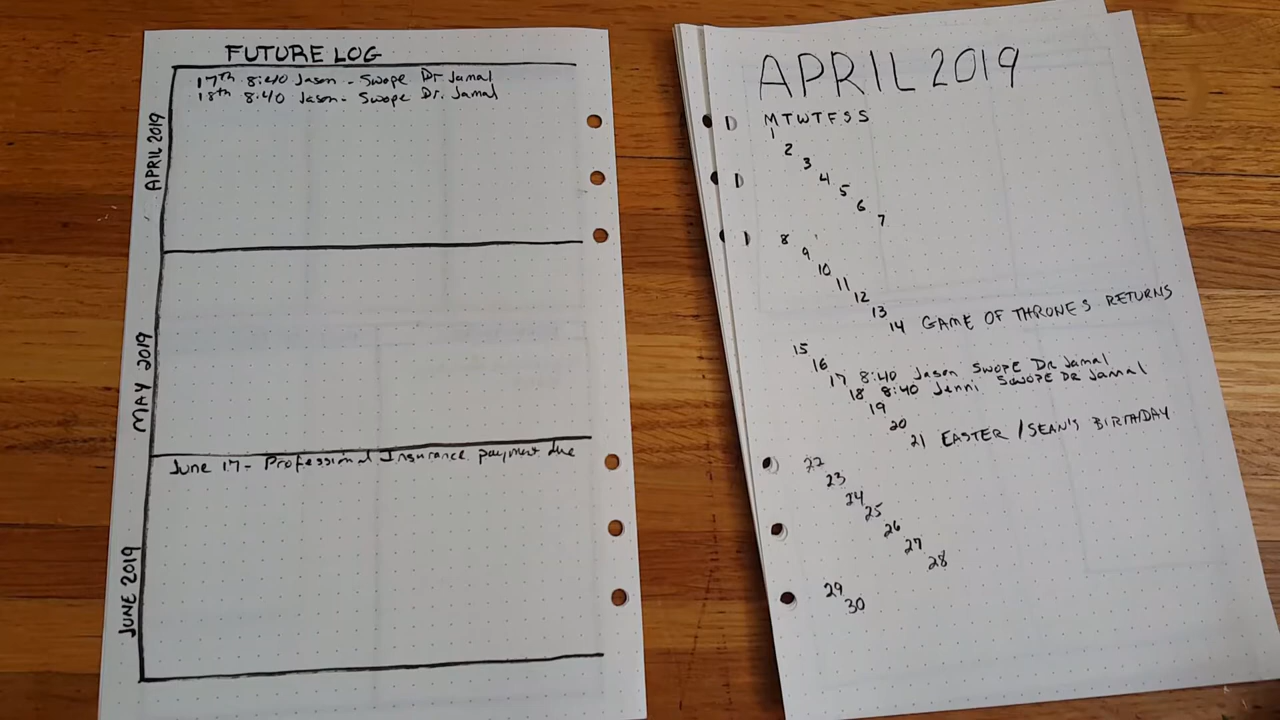 FUTURE LOG
APRIL 2019
17th 8:40 Jason - Swope Dr Jamal
18th 8:40 Jason - Swope Dr. Jamal
MAY 2019
JUNE 2019
June 17 - Professional Insurance payment due
APRIL 2019
M T W T F S S
1
2
3
4
5
6
7
8
9
10
11
12
13
14 GAME OF THRONES RETURNS
15
16
17 8:40 Jason Swope Dr Jamal
18 8:40 Jenni Swope Dr Jamal
19
20
21 EASTER / SEAN'S BIRTHDAY
22
23
24
25
26
27
28
29
30